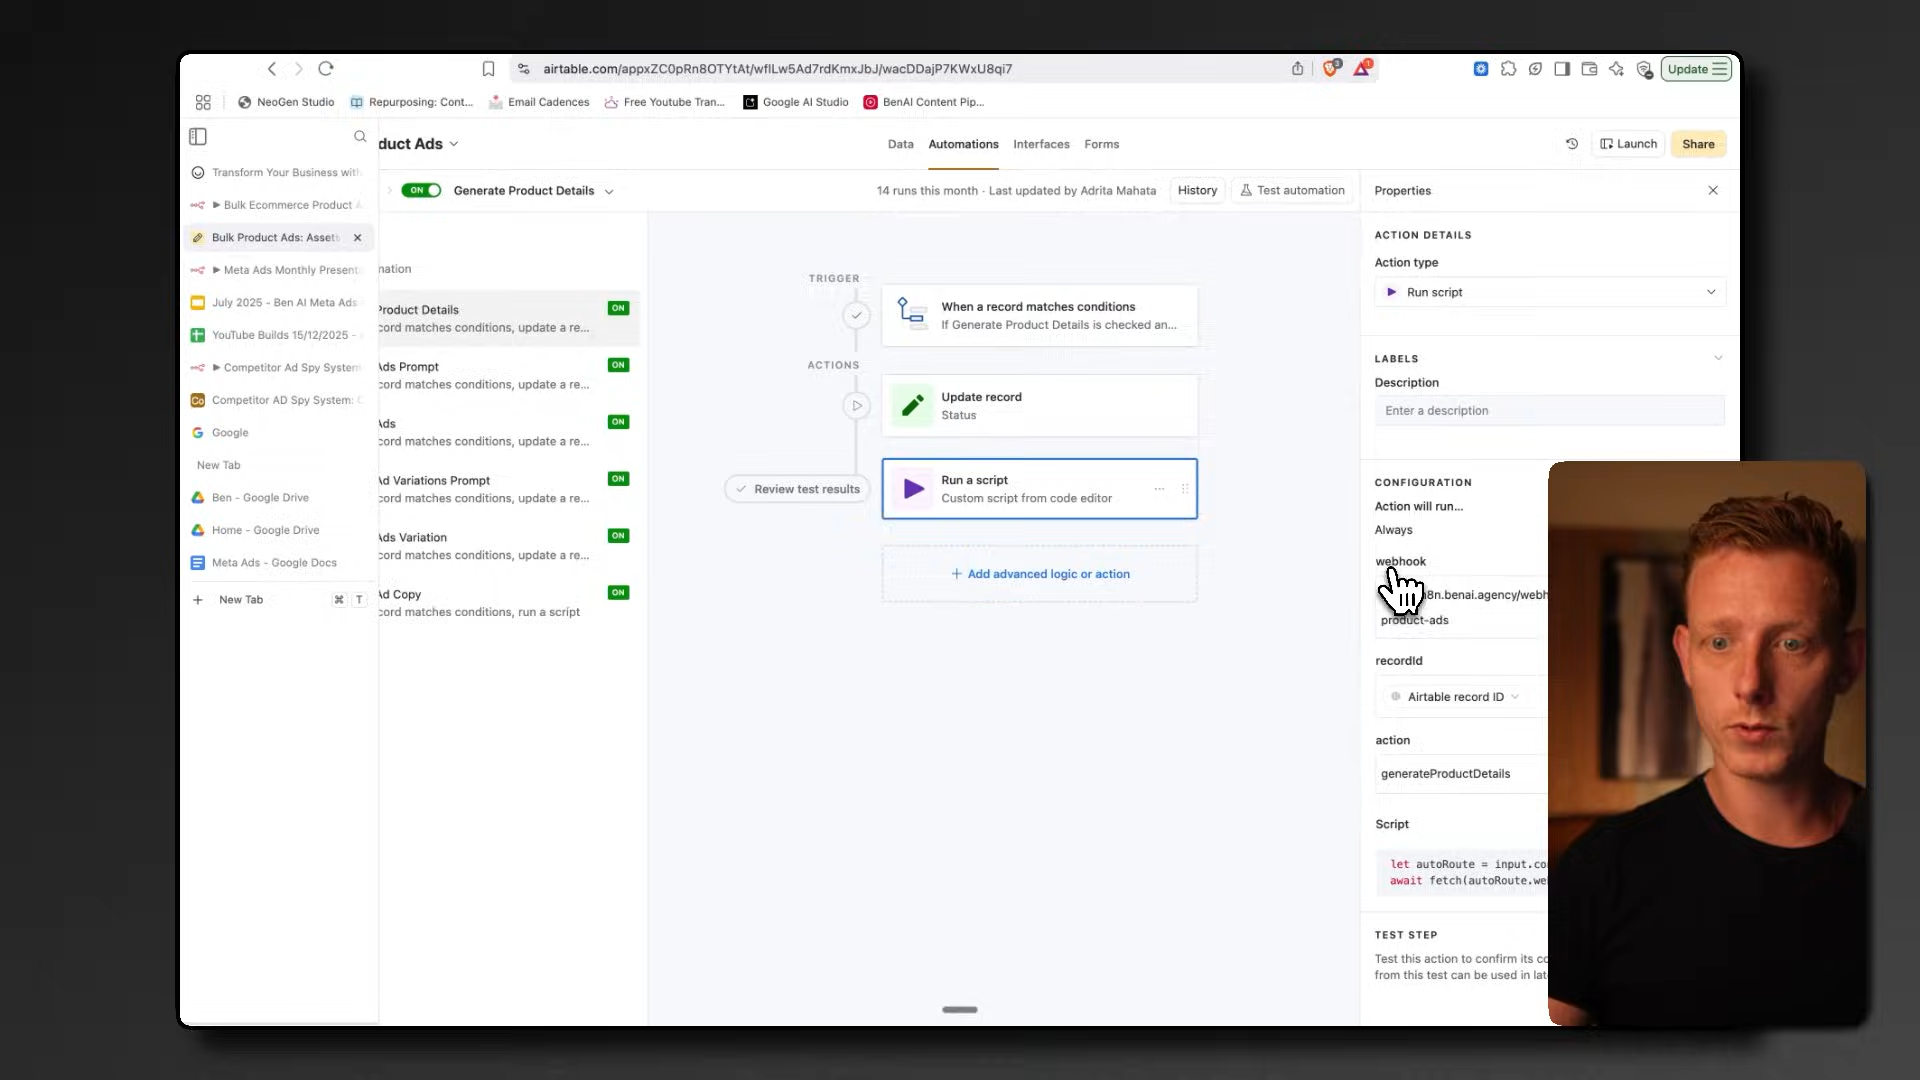 airtable.com/appxZC0pRn8OTYtAt/wflLw5Ad7rdKmxJbJ/wacDDajP7KWxU8qi7
3
1
Update
NeoGen Studio
Repurposing: Cont...
Email Cadences
Free Youtube Tran...
Google AI Studio
BenAI Content Pip...
Transform Your Business with
Bulk Ecommerce Product
Bulk Product Ads: Assets
Meta Ads Monthly Present
July 2025 - Ben AI Meta Ads
YouTube Builds 15/12/2025 -
Competitor Ad Spy System
Competitor AD Spy System:
Google
New Tab
Ben - Google Drive
Home - Google Drive
Meta Ads - Google Docs
New Tab
⌘ T
duct Ads
Data
Automations
Interfaces
Forms
Launch
Share
ON
Generate Product Details
14 runs this month · Last updated by Adrita Mahata
History
Test automation
mation
Product Details
ON
cord matches conditions, update a re...
Ads Prompt
ON
cord matches conditions, update a re...
Ads
ON
cord matches conditions, update a re...
Ad Variations Prompt
ON
cord matches conditions, update a re...
Ads Variation
ON
cord matches conditions, update a re...
Ad Copy
ON
cord matches conditions, run a script
TRIGGER
When a record matches conditions
If Generate Product Details is checked an...
ACTIONS
Update record
Status
Review test results
Run a script
Custom script from code editor
+ Add advanced logic or action
Properties
ACTION DETAILS
Action type
Run script
LABELS
Description
Enter a description
CONFIGURATION
Action will run...
Always
webhook
n8n.benai.agency/webh
product-ads
recordId
Airtable record ID
action
generateProductDetails
Script
let autoRoute = input.co
await fetch(autoRoute.we
TEST STEP
Test this action to confirm its co
from this test can be used in lat